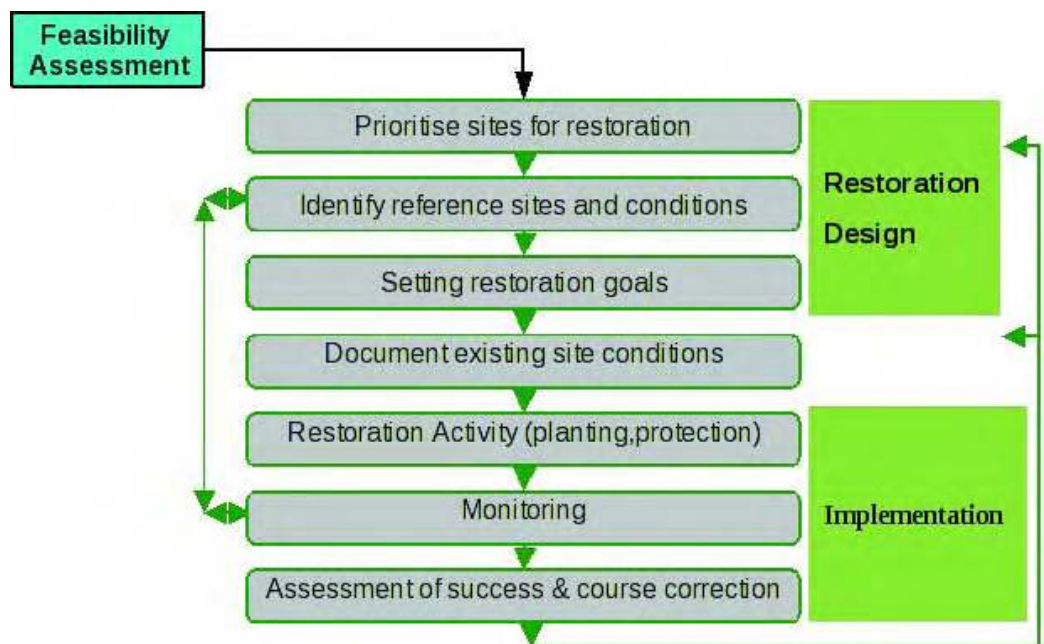 Feasibility
Assessment
Prioritise sites for restoration
Identify reference sites and conditions
Setting restoration goals
Document existing site conditions
Restoration Activity (planting,protection)
Monitoring
Assessment of success & course correction
Restoration
Design
Implementation